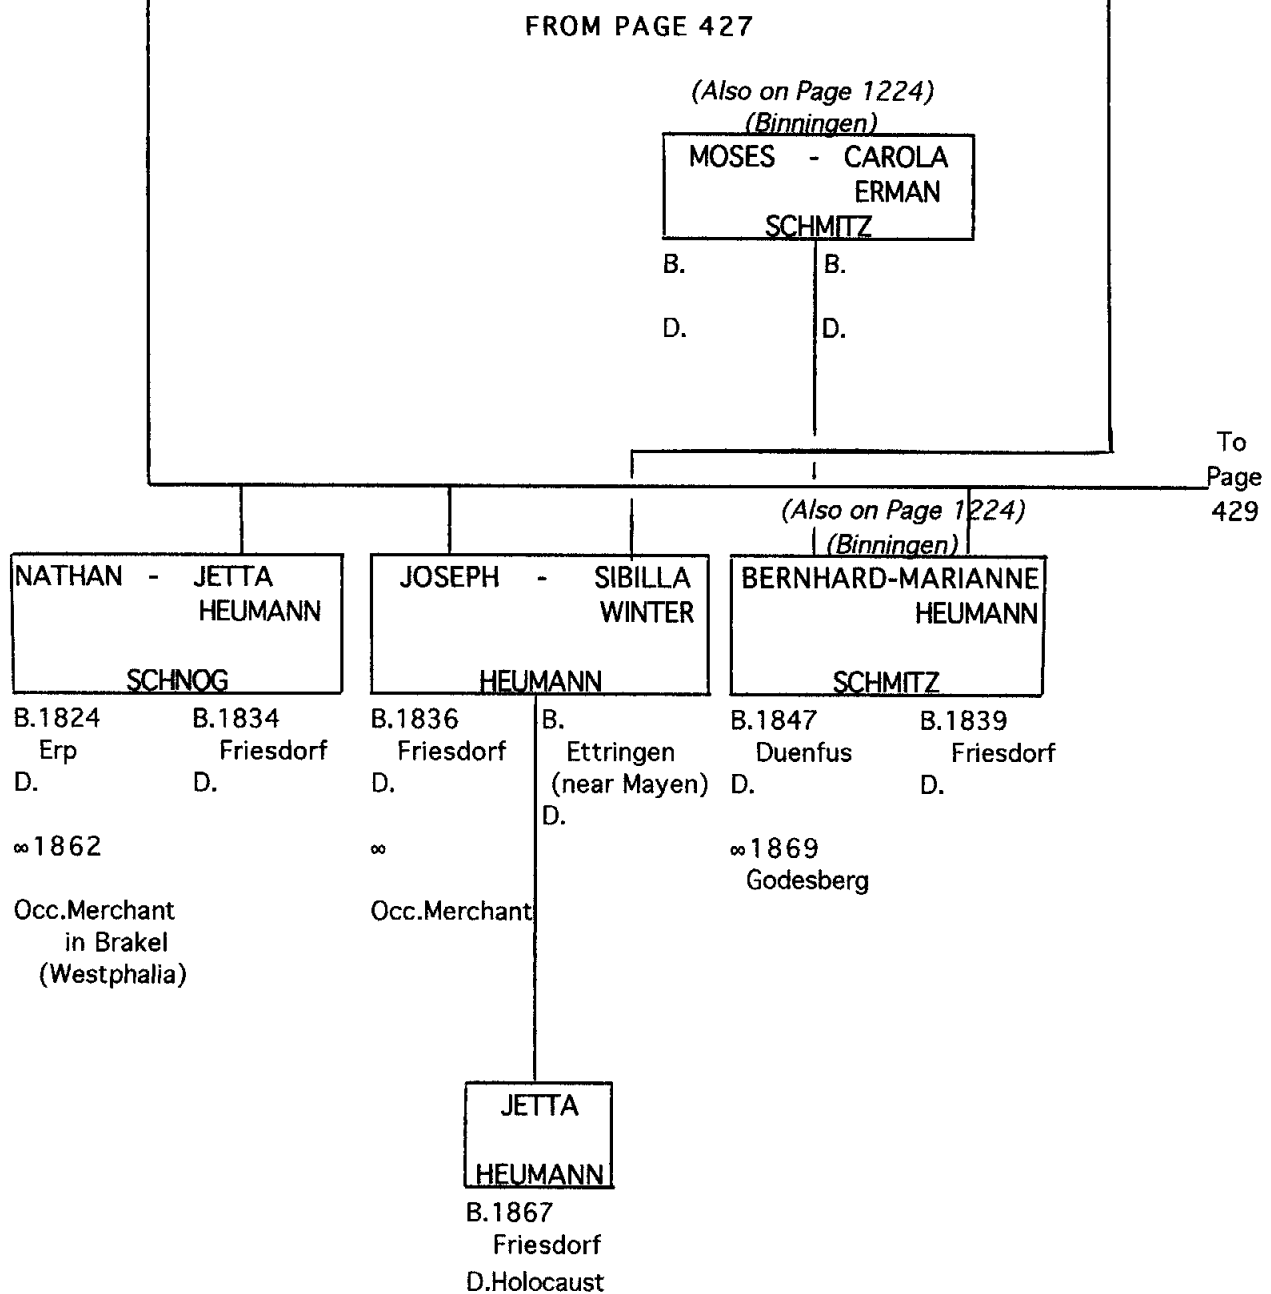 FROM PAGE 427
(Also on Page 1224)
(Binningen)
MOSES - CAROLA
ERMAN
SCHMITZ
B. B.
D. D.
To
Page
429
(Also on Page 1224)
(Binningen)
NATHAN - JETTA
HEUMANN
SCHNOG
B.1824 B.1834
Erp Friesdorf
D. D.
∞1862
Occ.Merchant
in Brakel
(Westphalia)
JOSEPH - SIBILLA
WINTER
HEUMANN
B.1836 B.
Friesdorf Ettringen
D. (near Mayen)
D.
∞
Occ.Merchant
BERNHARD-MARIANNE
HEUMANN
SCHMITZ
B.1847 B.1839
Duenfus Friesdorf
D. D.
∞1869
Godesberg
JETTA
HEUMANN
B.1867
Friesdorf
D.Holocaust